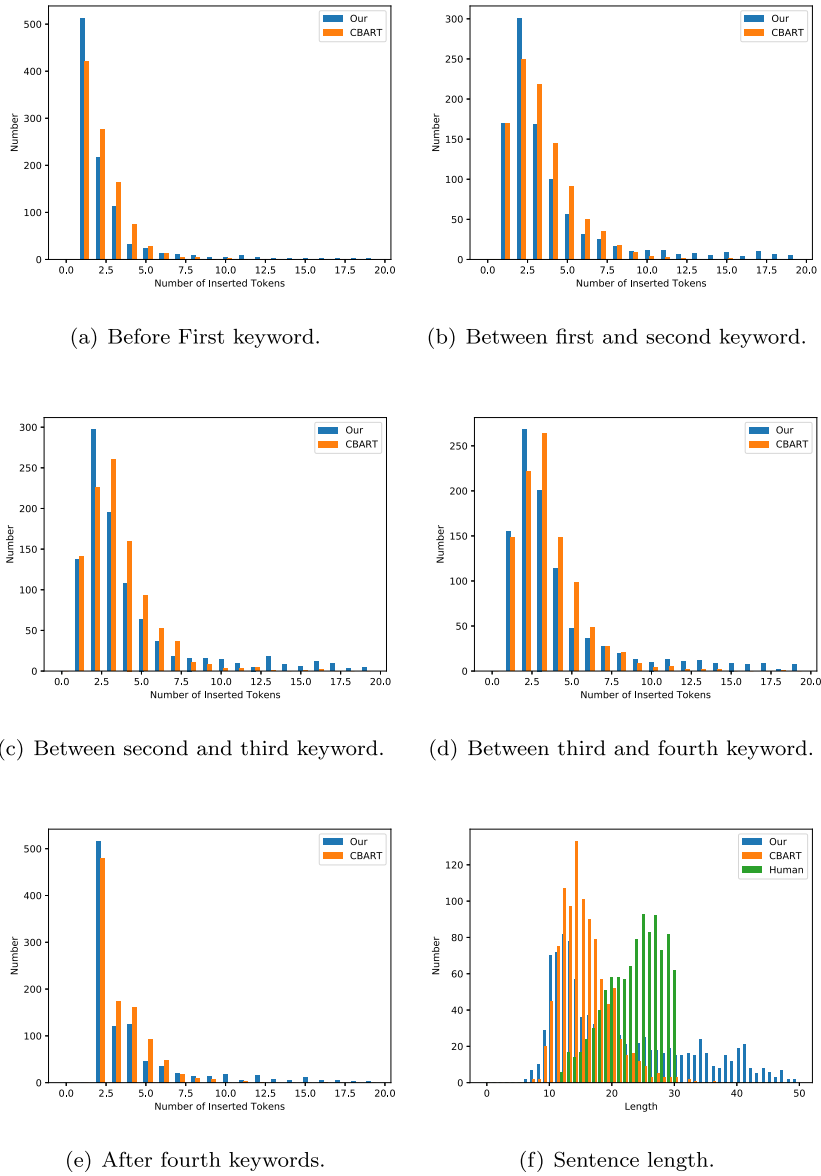 500
400
300
200
100
0
Number
0.0 2.5 5.0 7.5 10.0 12.5 15.0 17.5 20.0
Number of Inserted Tokens
Our
CBART
(a) Before First keyword.
300
250
200
150
100
50
0
Number
0.0 2.5 5.0 7.5 10.0 12.5 15.0 17.5 20.0
Number of Inserted Tokens
Our
CBART
(b) Between first and second keyword.
300
250
200
150
100
50
0
Number
0.0 2.5 5.0 7.5 10.0 12.5 15.0 17.5 20.0
Number of Inserted Tokens
Our
CBART
(c) Between second and third keyword.
250
200
150
100
50
0
Number
0.0 2.5 5.0 7.5 10.0 12.5 15.0 17.5 20.0
Number of Inserted Tokens
Our
CBART
(d) Between third and fourth keyword.
500
400
300
200
100
0
Number
0.0 2.5 5.0 7.5 10.0 12.5 15.0 17.5 20.0
Number of Inserted Tokens
Our
CBART
(e) After fourth keywords.
120
100
80
60
40
20
0
Number
0 10 20 30 40 50
Length
Our
CBART
Human
(f) Sentence length.